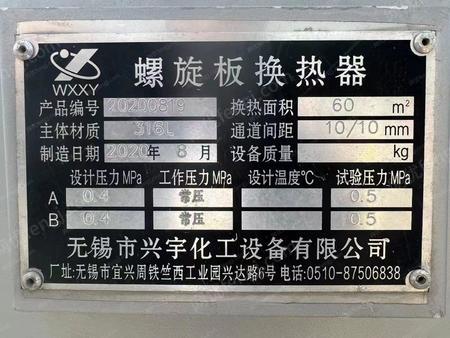 WXXY
螺旋板换热器
产品编号 20200819 换热面积 60 m²
主体材质 316L 通道间距 10/10 mm
制造日期 2020年 8月 设备质量 kg
设计压力MPa 工作压力MPa 设计温度℃ 试验压力MPa
A 0.4 常压 0.5
B 0.4 常压 0.5
无锡市兴宇化工设备有限公司
厂址:无锡市宜兴周铁竺西工业园兴达路6号 电话:0510-87506838